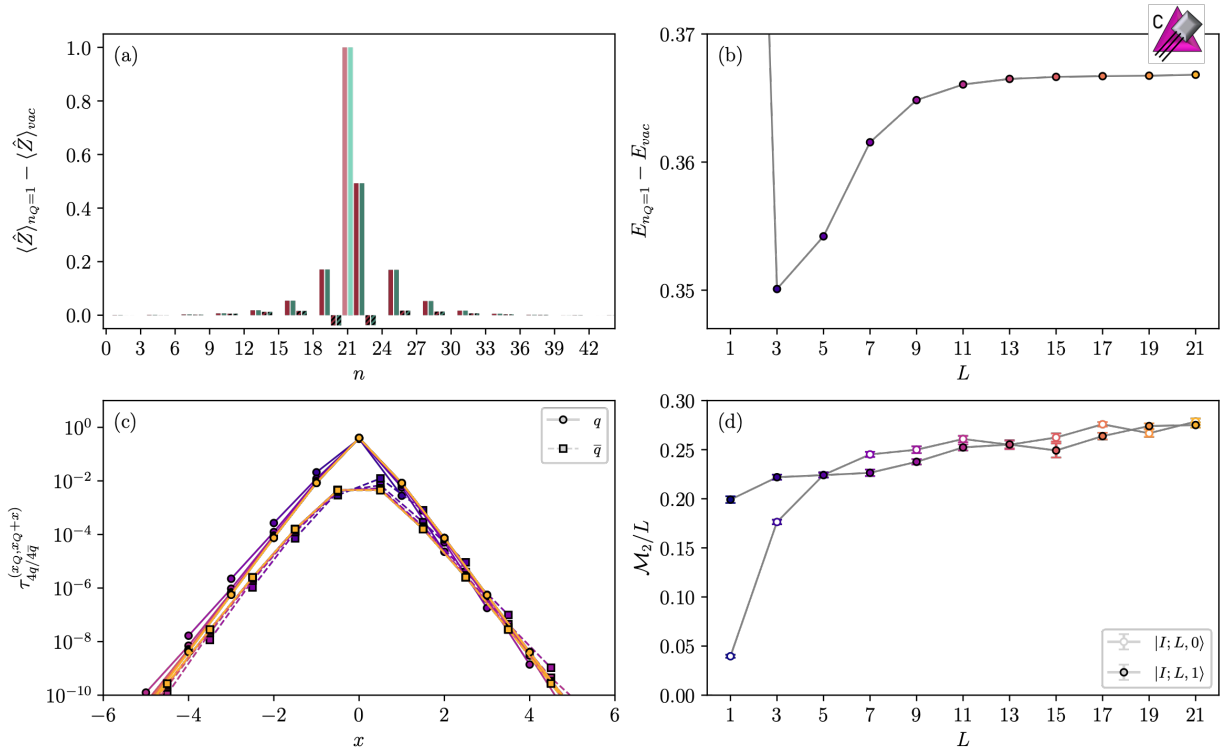 (a)
1.0
0.8
0.6
0.4
0.2
0.0
⟨Ẑ⟩_{n_Q=1} − ⟨Ẑ⟩_{vac}
0 3 6 9 12 15 18 21 24 27 30 33 36 39 42
n
C
(b)
0.37
0.36
0.35
E_{n_Q=1} − E_{vac}
1 3 5 7 9 11 13 15 17 19 21
L
(c)
q
q̅
10^0
10^{−2}
10^{−4}
10^{−6}
10^{−8}
10^{−10}
τ_{4q/4q̅}^{(x_Q,x_Q+x)}
−6 −4 −2 0 2 4 6
x
(d)
0.30
0.25
0.20
0.15
0.10
0.05
0.00
ℳ_2/L
|I; L, 0⟩
|I; L, 1⟩
1 3 5 7 9 11 13 15 17 19 21
L